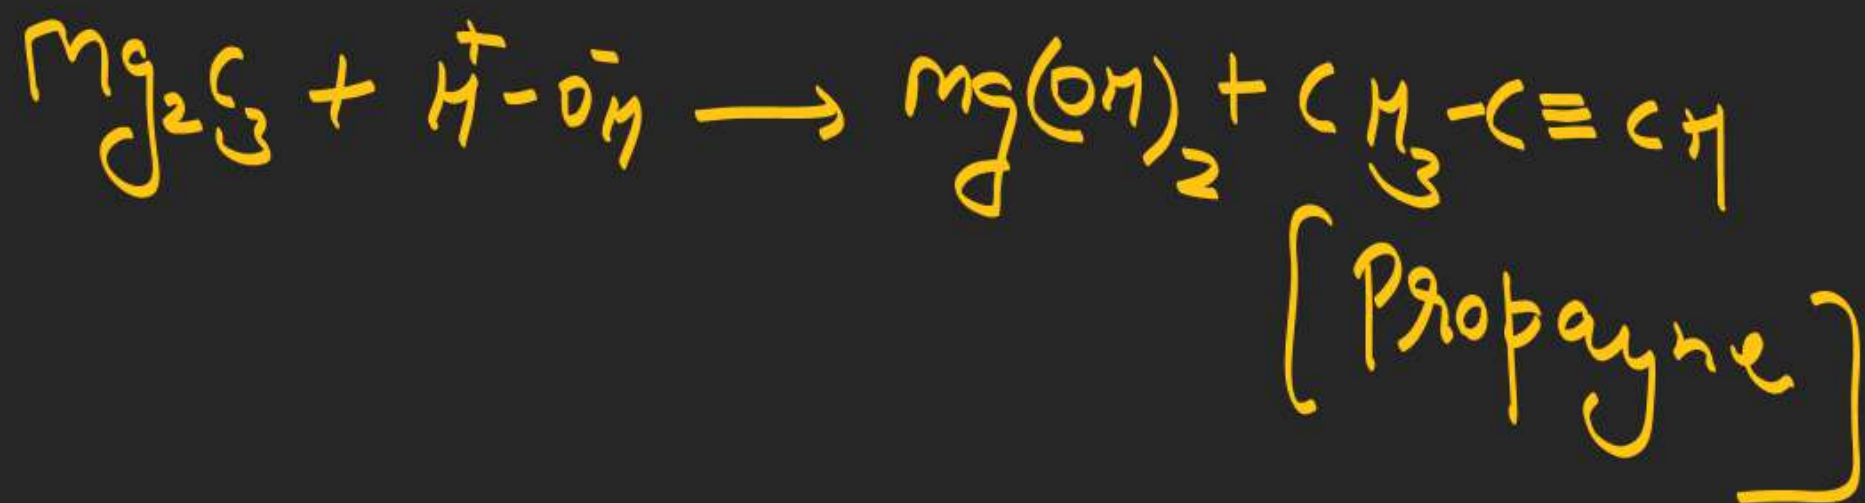 Mg₂C₃ + H⁺-OH⁻ ⟶ Mg(OH)₂ + CH₃-C≡CH
[Propayne]